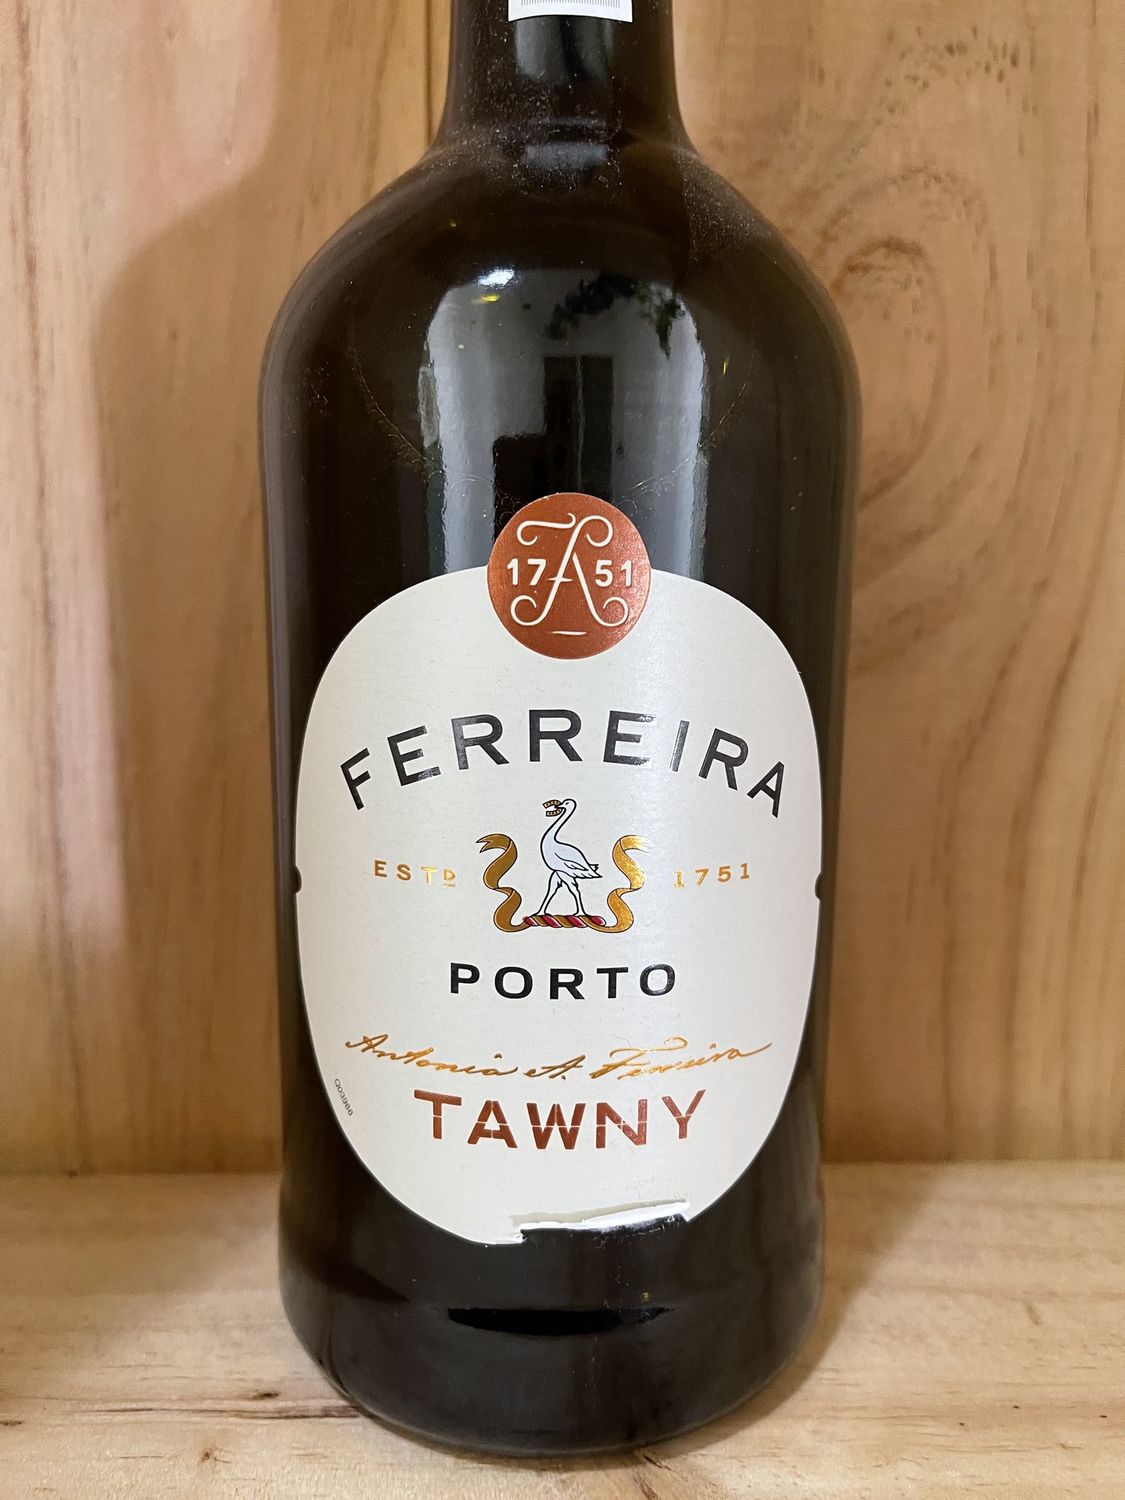 17 A 51
FERREIRA
ESTD 1751
PORTO
Antonia A. Ferreira
TAWNY